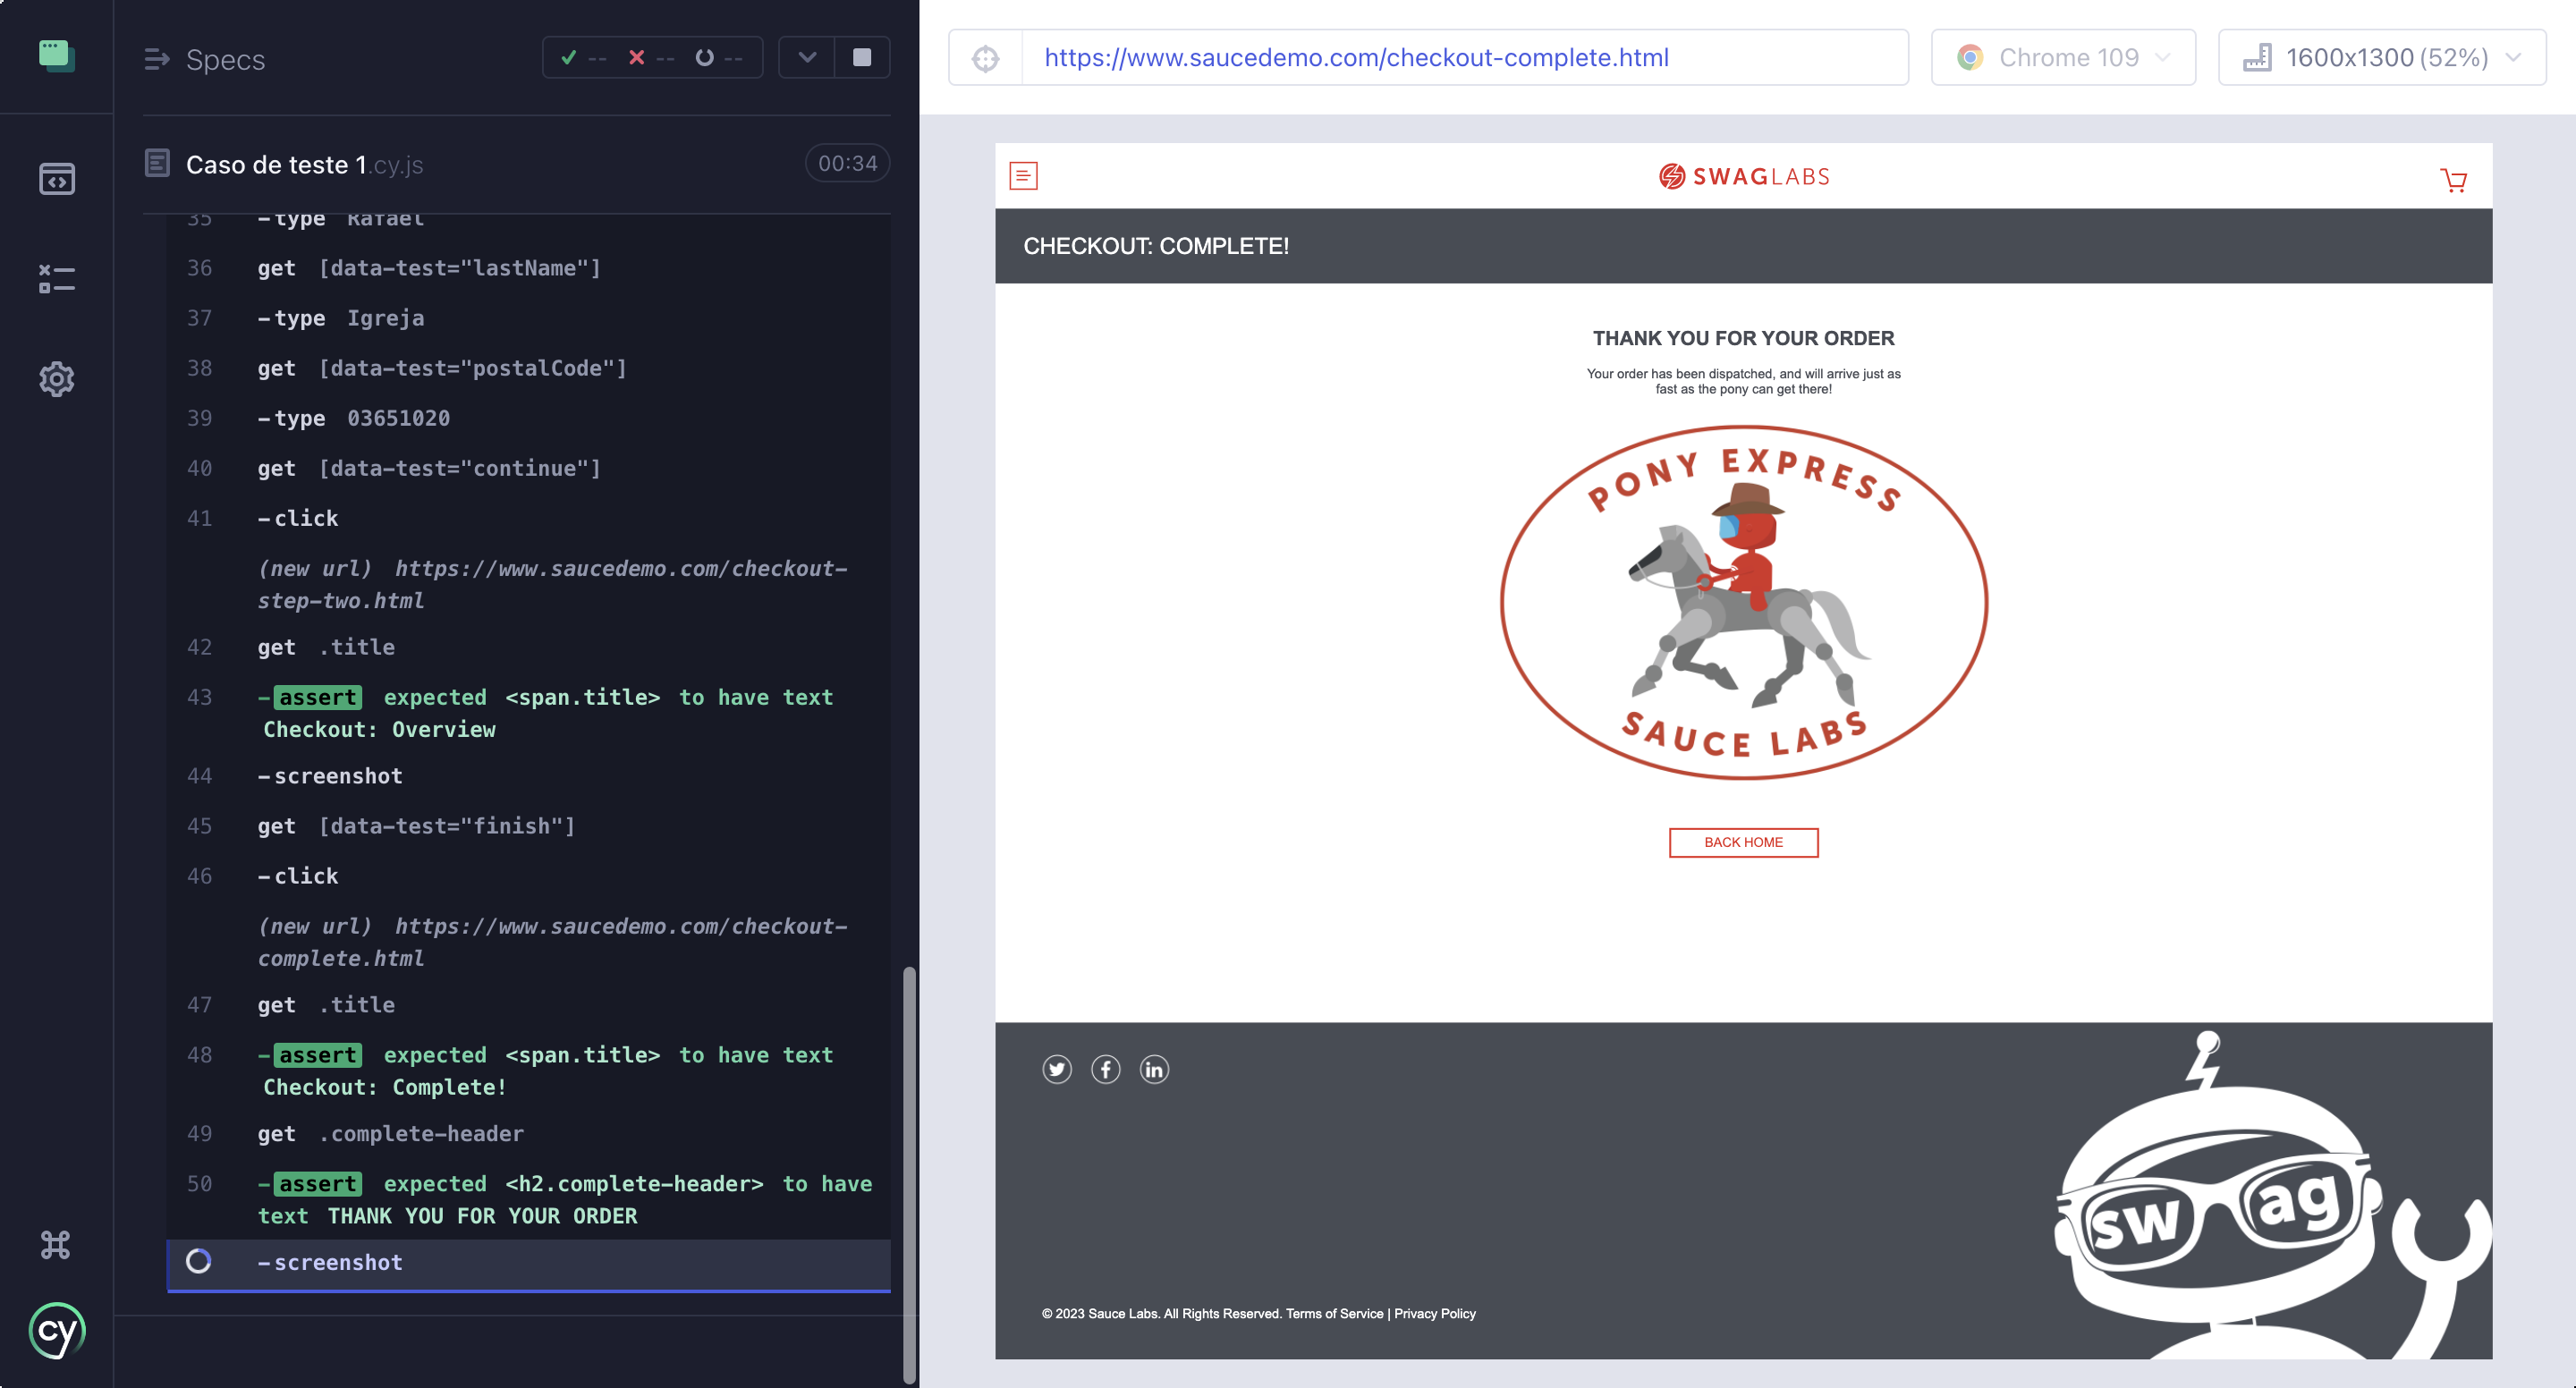 Specs
-- -- --
Caso de teste 1.cy.js
00:34
35 -type Rafael
36 get [data-test="lastName"]
37 -type Igreja
38 get [data-test="postalCode"]
39 -type 03651020
40 get [data-test="continue"]
41 -click
(new url) https://www.saucedemo.com/checkout-
step-two.html
42 get .title
43 -assert expected <span.title> to have text
Checkout: Overview
44 -screenshot
45 get [data-test="finish"]
46 -click
(new url) https://www.saucedemo.com/checkout-
complete.html
47 get .title
48 -assert expected <span.title> to have text
Checkout: Complete!
49 get .complete-header
50 -assert expected <h2.complete-header> to have
text THANK YOU FOR YOUR ORDER
-screenshot
cy
https://www.saucedemo.com/checkout-complete.html
Chrome 109
1600x1300 (52%)
SWAGLABS
CHECKOUT: COMPLETE!
THANK YOU FOR YOUR ORDER
Your order has been dispatched, and will arrive just as
fast as the pony can get there!
PONY EXPRESS
SAUCE LABS
BACK HOME
f in
sw ag
© 2023 Sauce Labs. All Rights Reserved. Terms of Service | Privacy Policy